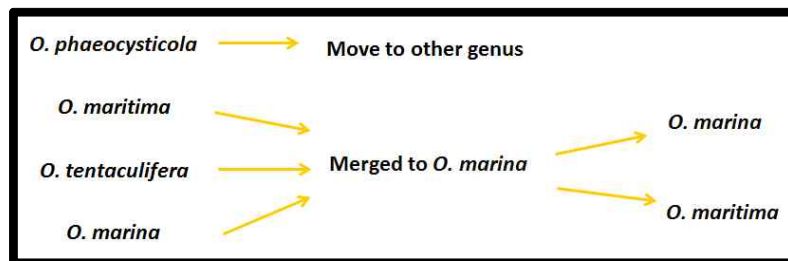 O. phaeocysticola
Move to other genus
O. maritima
O. tentaculifera
O. marina
Merged to O. marina
O. marina
O. maritima